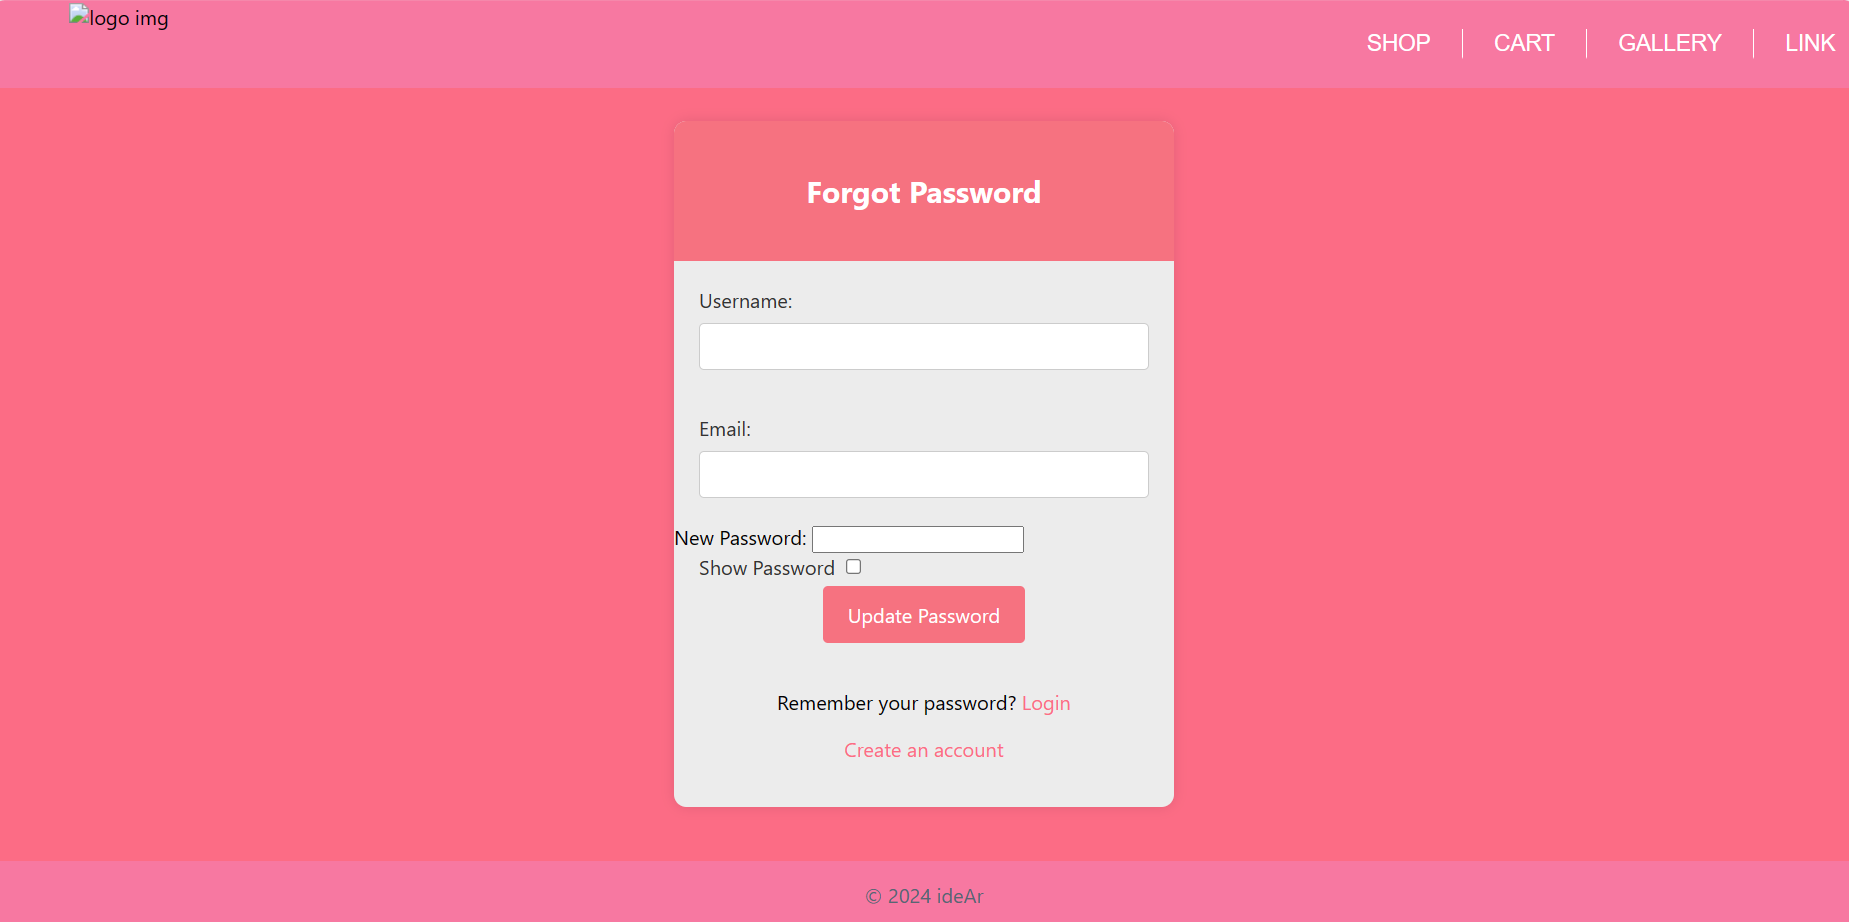 logo img
SHOP
CART
GALLERY
LINK
Forgot Password
Username:
Email:
New Password:
Show Password
Update Password
Remember your password? Login
Create an account
© 2024 ideAr